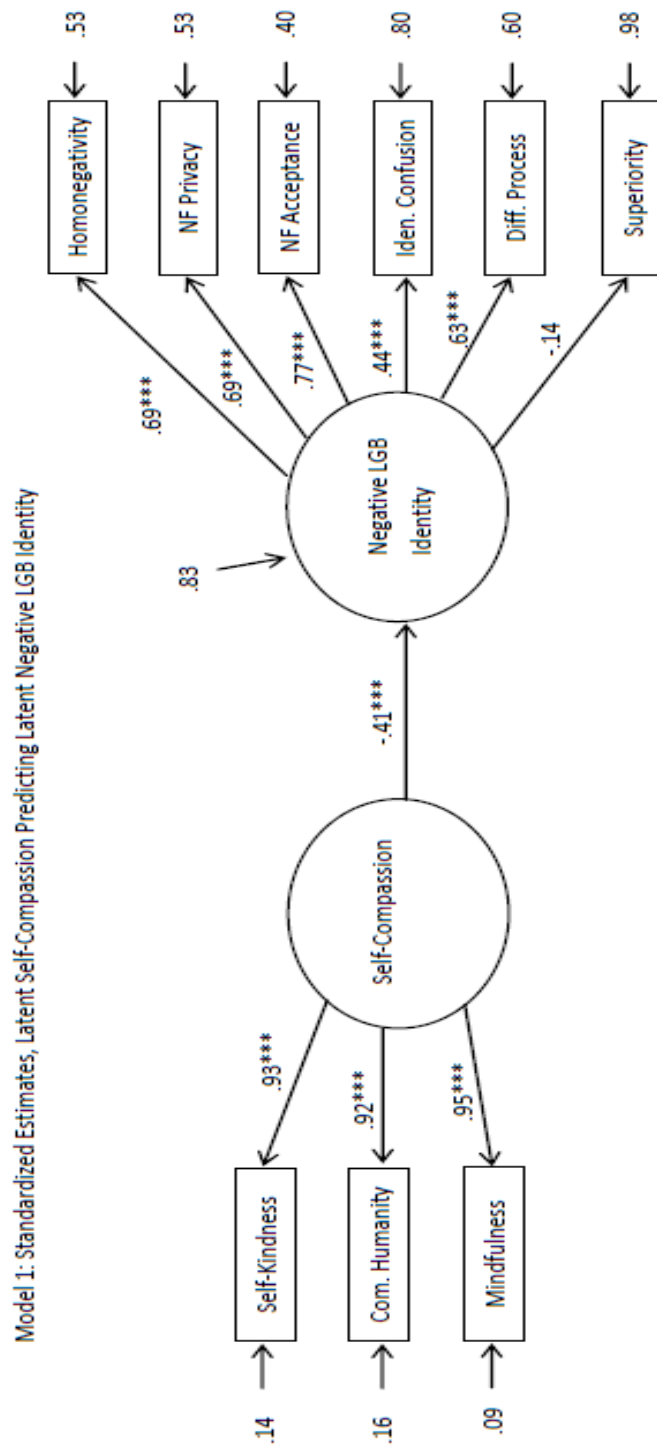 Model 1: Standardized Estimates, Latent Self-Compassion Predicting Latent Negative LGB Identity
.14
Self-Kindness
.93***
.16
Com. Humanity
.92***
.09
Mindfulness
.95***
Self-Compassion
-.41***
.83
Negative LGB
Identity
.69***
Homonegativity
.53
.69***
NF Privacy
.53
.77***
NF Acceptance
.40
.44***
Iden. Confusion
.80
.63***
Diff. Process
.60
-.14
Superiority
.98